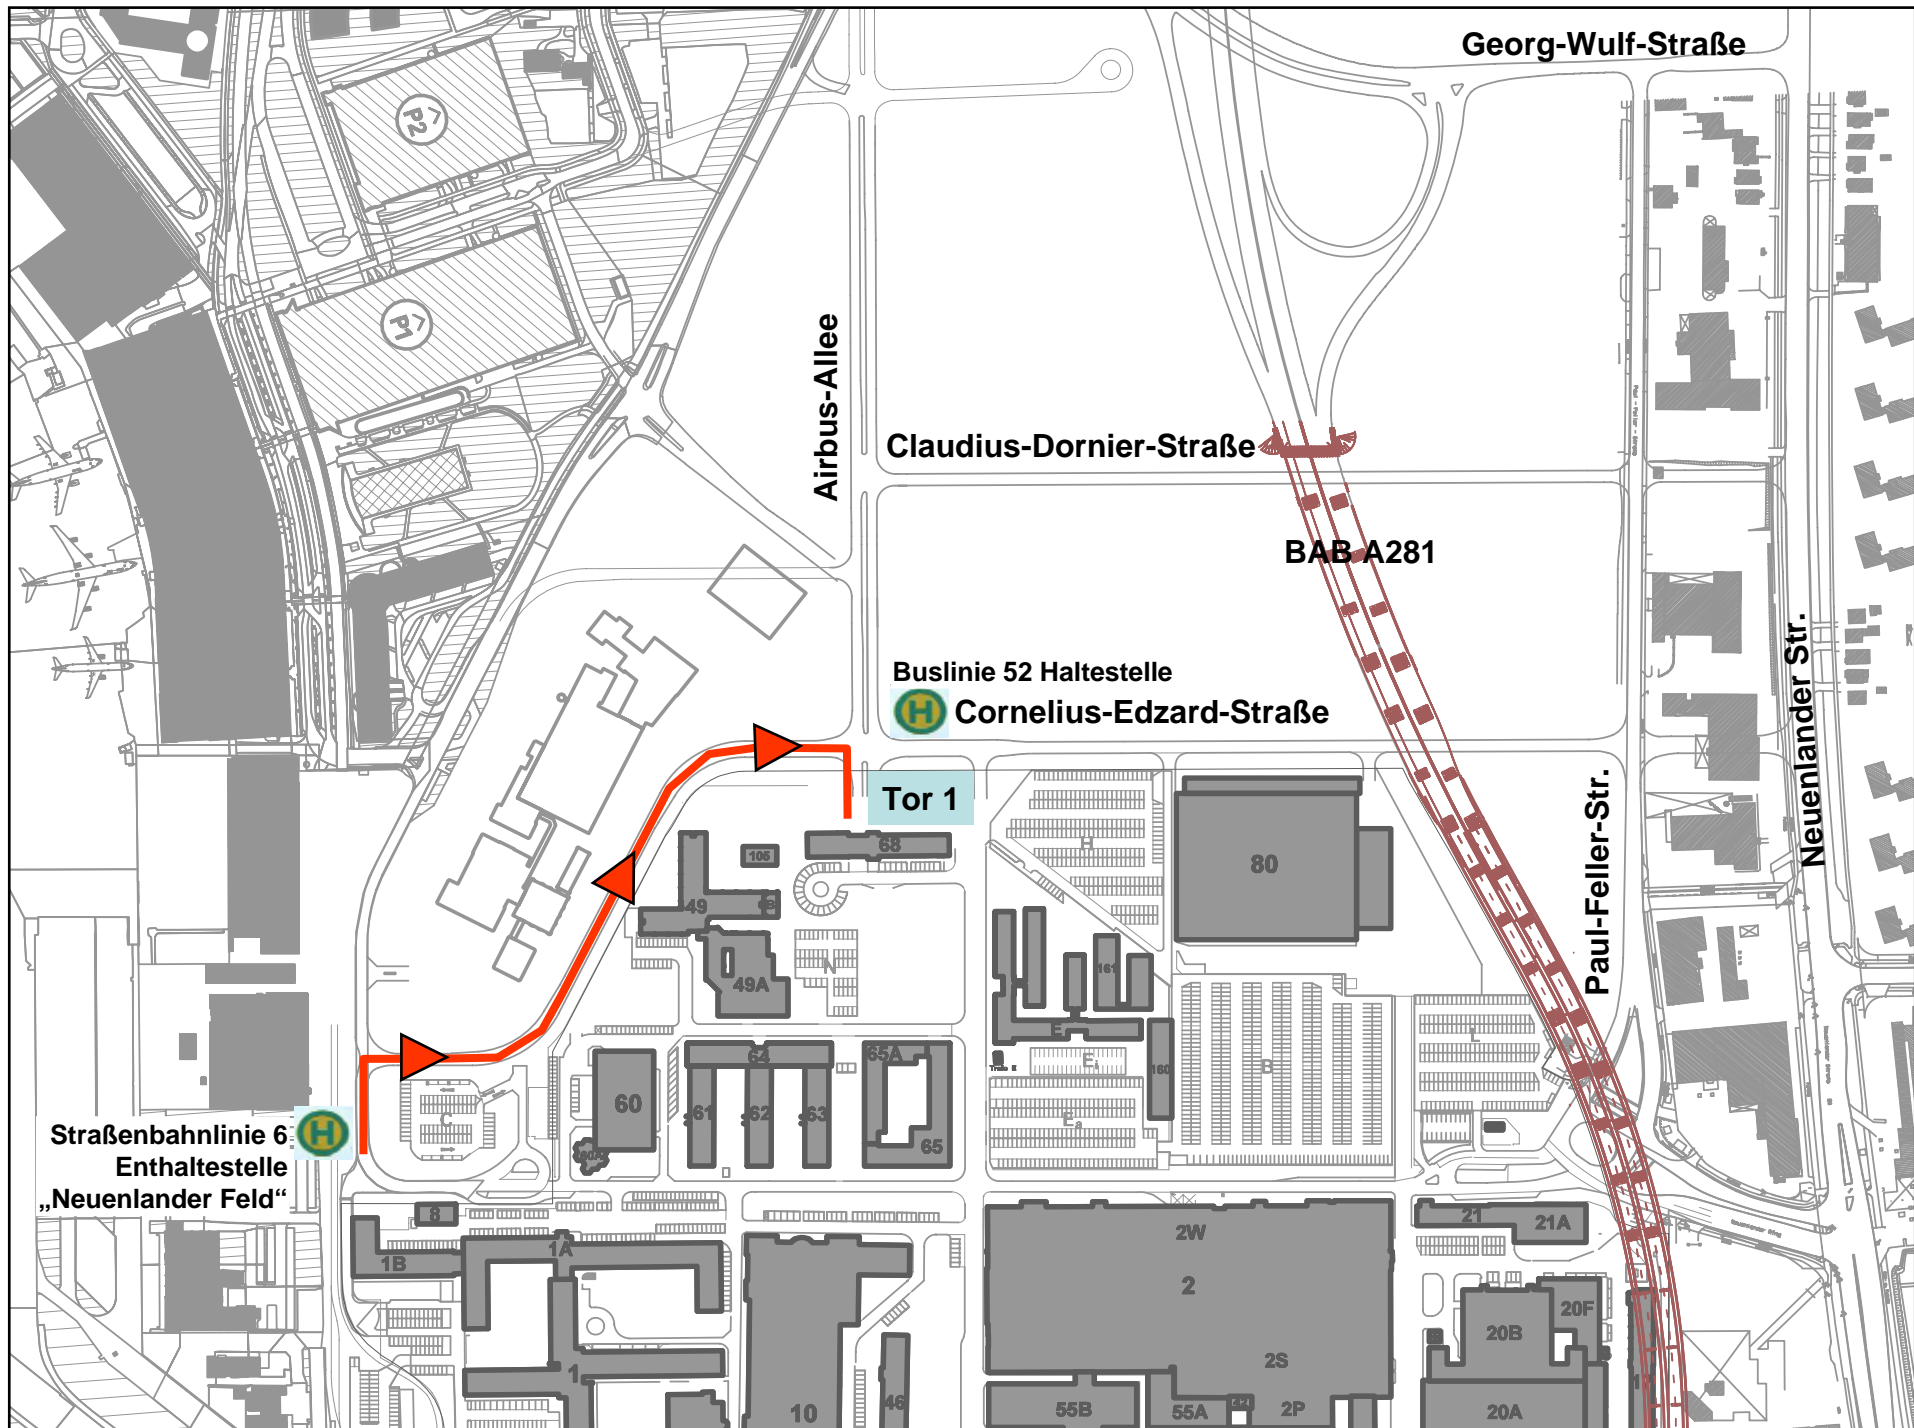 Georg-Wulf-Straße
P2
P1
Airbus-Allee
Claudius-Dornier-Straße
BAB A281
Neuenlander Str.
Buslinie 52 Haltestelle
H Cornelius-Edzard-Straße
Paul-Feller-Str.
Tor 1
68
105
H
80
49
49A
N
161
E
L
64
65A
E
160
B
60
61
62
63
65
C
Straßenbahnlinie 6
H
Enthaltestelle
„Neuenlander Feld“
8
1A
1B
2W
21
21A
2
20F
20B
2S
1
10
46
55B
55A
2P
20A